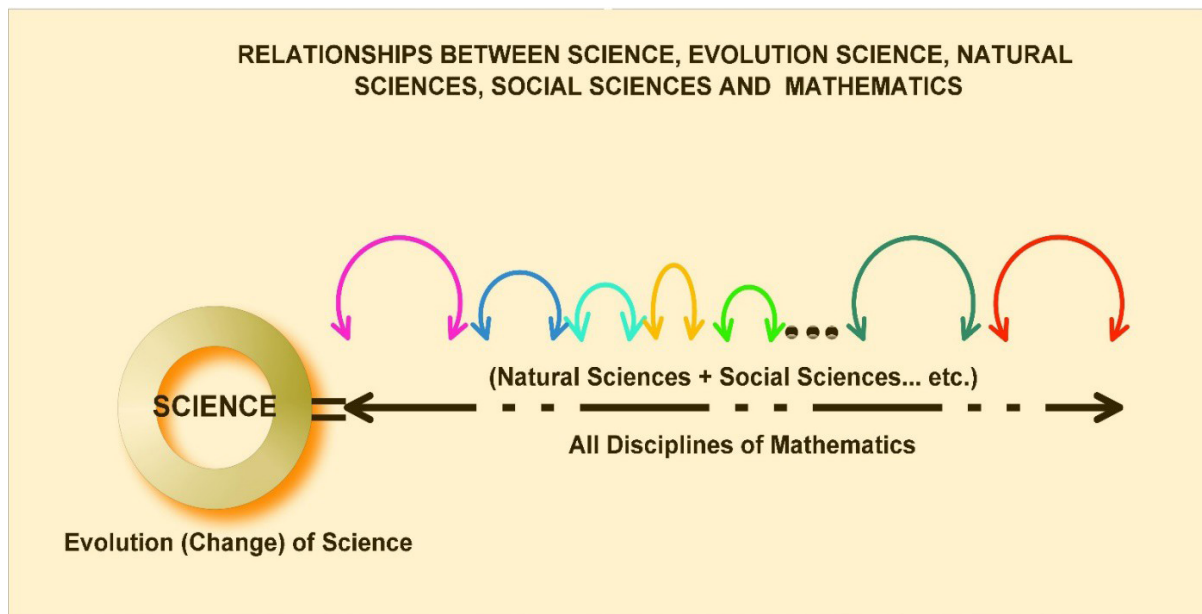 RELATIONSHIPS BETWEEN SCIENCE, EVOLUTION SCIENCE, NATURAL
SCIENCES, SOCIAL SCIENCES AND MATHEMATICS
(Natural Sciences + Social Sciences... etc.)
SCIENCE
All Disciplines of Mathematics
Evolution (Change) of Science